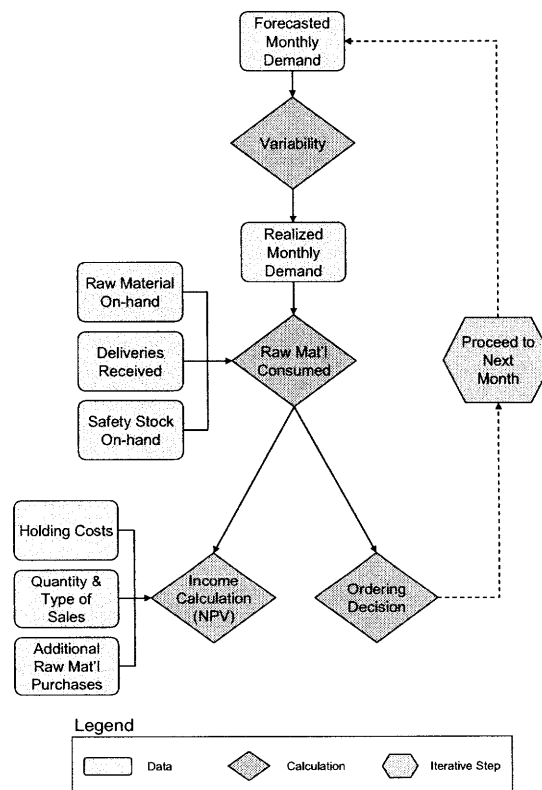 Forecasted
Monthly
Demand
Variability
Realized
Monthly
Demand
Raw Material
On-hand
Deliveries
Received
Safety Stock
On-hand
Raw Mat'l
Consumed
Proceed to
Next
Month
Holding Costs
Quantity &
Type of
Sales
Additional
Raw Mat'l
Purchases
Income
Calculation
(NPV)
Ordering
Decision
Legend
Data
Calculation
Iterative Step